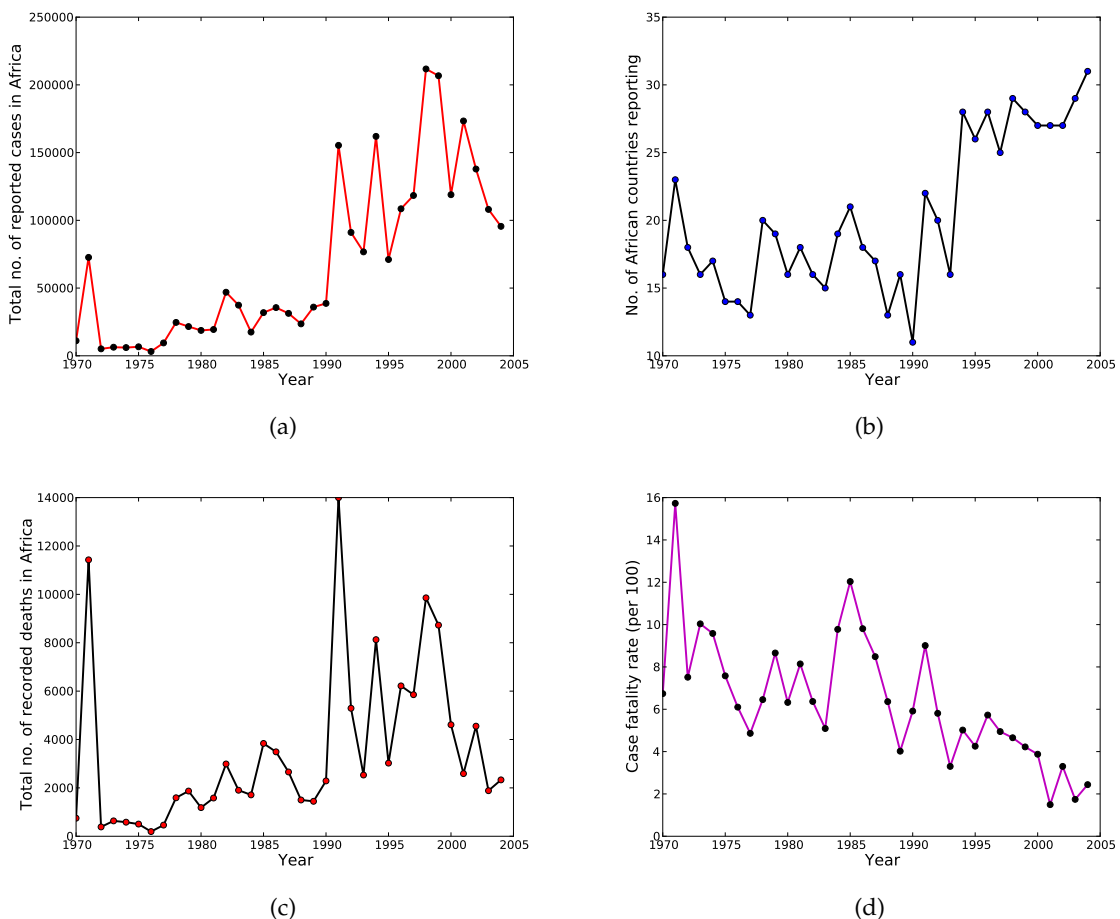 250000
200000
150000
100000
50000
0
Total no. of reported cases in Africa
1970 1975 1980 1985 1990 1995 2000 2005
Year
(a)
35
30
25
20
15
10
No. of African countries reporting
1970 1975 1980 1985 1990 1995 2000 2005
Year
(b)
14000
12000
10000
8000
6000
4000
2000
0
Total no. of recorded deaths in Africa
1970 1975 1980 1985 1990 1995 2000 2005
Year
(c)
16
14
12
10
8
6
4
2
0
Case fatality rate (per 100)
1970 1975 1980 1985 1990 1995 2000 2005
Year
(d)